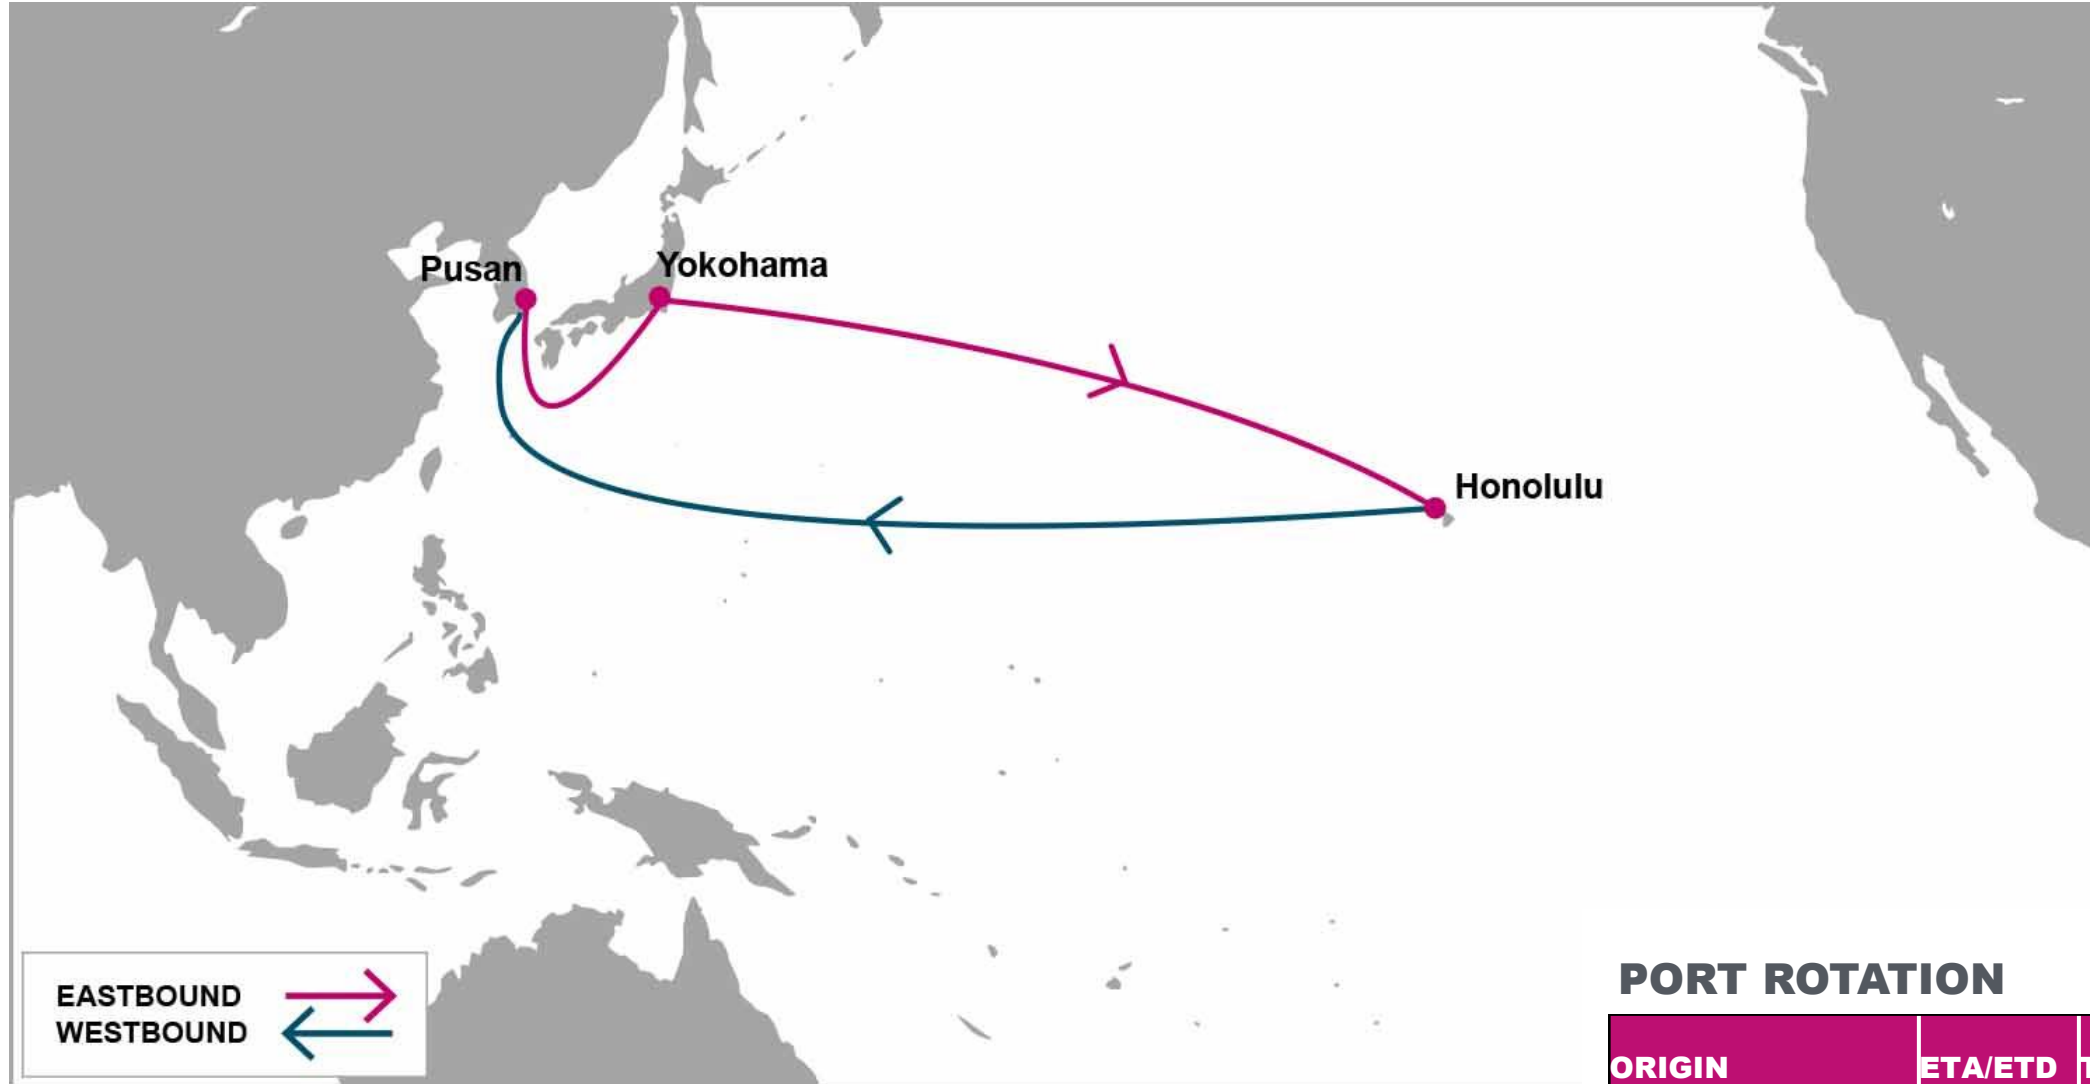 Pusan
Yokohama
Honolulu
EASTBOUND
WESTBOUND
PORT ROTATION
ORIGIN ETA/ETD